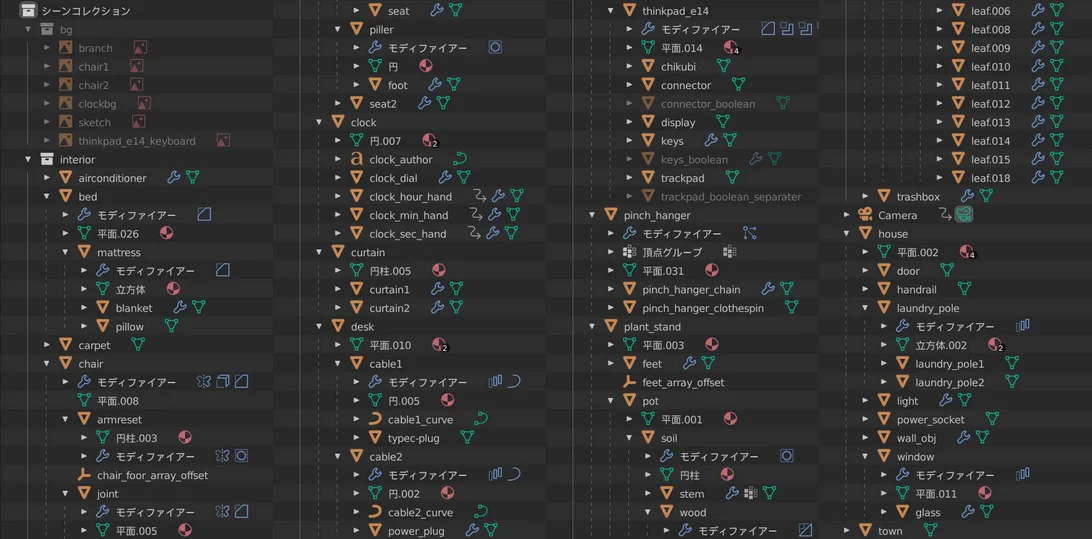 シーンコレクション
bg
branch
chair1
chair2
clockbg
sketch
thinkpad_e14_keyboard
interior
airconditioner
bed
モディファイアー
平面.026
mattress
モディファイアー
立方体
blanket
pillow
carpet
chair
モディファイアー
平面.008
armreset
円柱.003
モディファイアー
chair_foor_array_offset
joint
モディファイアー
平面.005
seat
piller
モディファイアー
円
foot
seat2
clock
円.007
2
clock_author
clock_dial
clock_hour_hand
clock_min_hand
clock_sec_hand
curtain
円柱.005
curtain1
curtain2
desk
平面.010
2
cable1
モディファイアー
円.005
cable1_curve
typec-plug
cable2
モディファイアー
円.002
cable2_curve
power_plug
thinkpad_e14
モディファイアー
平面.014
4
chikubi
connector
connector_boolean
display
keys
keys_boolean
trackpad
trackpad_boolean_separater
pinch_hanger
モディファイアー
頂点グループ
平面.031
pinch_hanger_chain
pinch_hanger_clothespin
plant_stand
平面.003
feet
feet_array_offset
pot
平面.001
soil
モディファイアー
円柱
stem
wood
モディファイアー
leaf.006
leaf.008
leaf.009
leaf.010
leaf.011
leaf.012
leaf.013
leaf.014
leaf.015
leaf.018
trashbox
Camera
house
平面.002
4
door
handrail
laundry_pole
モディファイアー
立方体.002
2
laundry_pole1
laundry_pole2
light
power_socket
wall_obj
window
モディファイアー
平面.011
glass
town